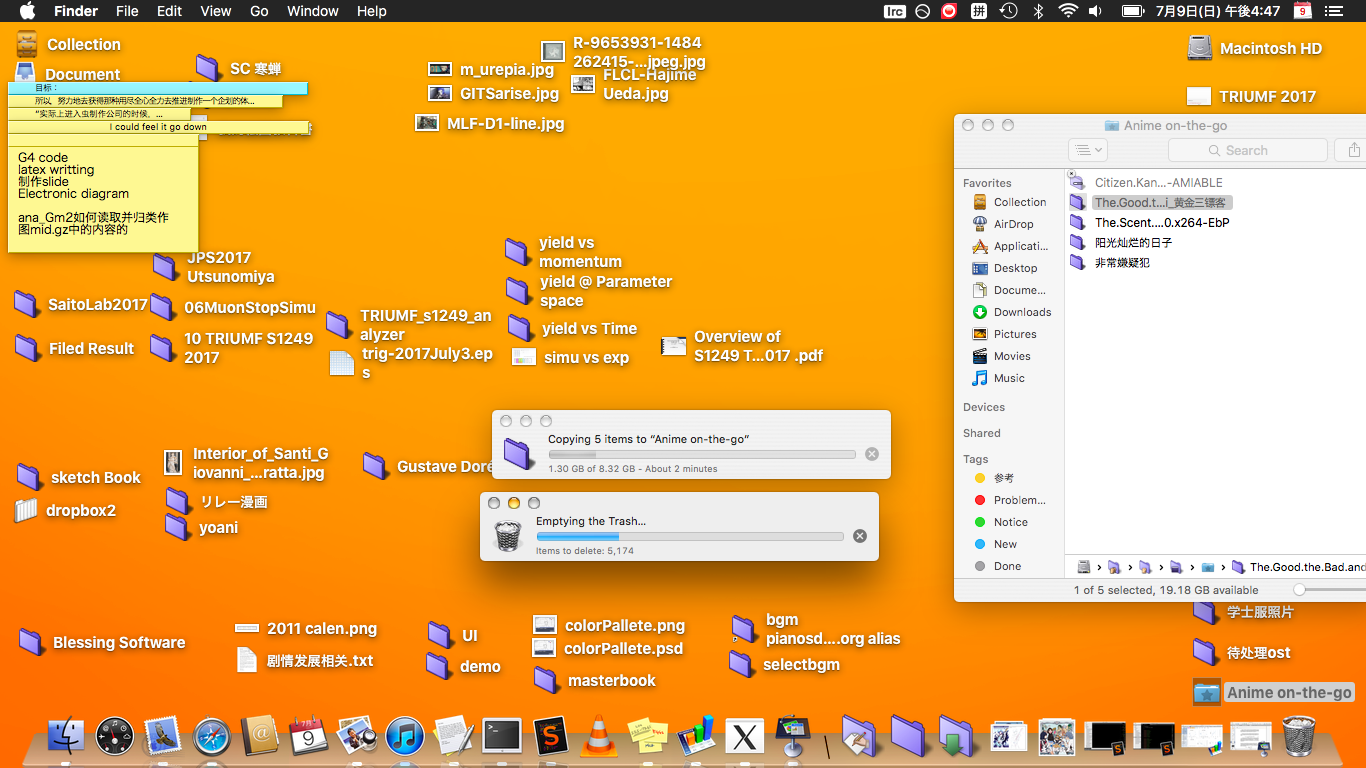 Finder File Edit View Go Window Help
Irc 拼 7月9日(日) 午後4:47 9
Collection
Document
SC 寒蝉
目标：
所以，努力地去获得那种用尽全心全力去推进制作一个企划的体...
“实际上进入虫制作公司的时候，...
I could feel it go down
G4 code
latex writting
制作slide
Electronic diagram
ana_Gm2如何读取并归类作
图mid.gz中的内容的
m_urepia.jpg
GITSarise.jpg
MLF-D1-line.jpg
R-9653931-1484
262415-...jpeg.jpg
FLCL-Hajime
Ueda.jpg
Macintosh HD
TRIUMF 2017
JPS2017
Utsunomiya
SaitoLab2017
06MuonStopSimu
Filed Result
10 TRIUMF S1249
2017
TRIUMF_s1249_an
alyzer
trig-2017July3.ep
s
yield vs
momentum
yield @ Parameter
space
yield vs Time
simu vs exp
Overview of
S1249 T...017 .pdf
Anime on-the-go
Search
Favorites
Collection
AirDrop
Applicati...
Desktop
Docume...
Downloads
Pictures
Movies
Music
Devices
Shared
Tags
参考
Problem...
Notice
New
Done
Citizen.Kan...-AMIABLE
The.Good.t...i_黄金三镖客
The.Scent....0.x264-EbP
阳光灿烂的日子
非常嫌疑犯
The.Good.the.Bad.and
1 of 5 selected, 19.18 GB available
Copying 5 items to “Anime on-the-go”
1.30 GB of 8.32 GB - About 2 minutes
Emptying the Trash...
Items to delete: 5,174
sketch Book
dropbox2
Interior_of_Santi_G
iovanni_...ratta.jpg
リレー漫画
yoani
Gustave Dore
Blessing Software
2011 calen.png
剧情发展相关.txt
UI
demo
colorPallete.png
colorPallete.psd
masterbook
bgm
pianosd....org alias
selectbgm
学士服照片
待处理ost
Anime on-the-go
9